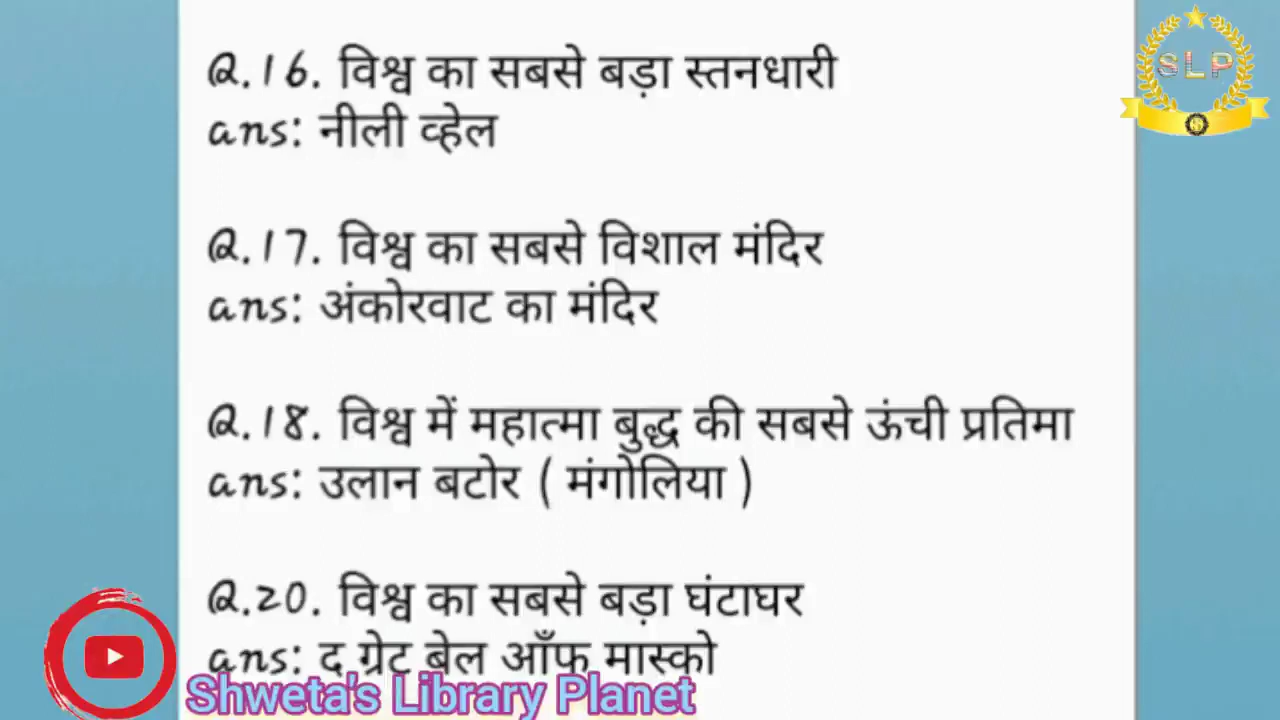 Q.16. विश्व का सबसे बड़ा स्तनधारी
ans: नीली व्हेल
Q.17. विश्व का सबसे विशाल मंदिर
ans: अंकोरवाट का मंदिर
Q.18. विश्व में महात्मा बुद्ध की सबसे ऊंची प्रतिमा
ans: उलान बटोर ( मंगोलिया )
Q.20. विश्व का सबसे बड़ा घंटाघर
ans: द ग्रेट बेल ऑंफ मास्को
Shweta's Library Planet
SLP